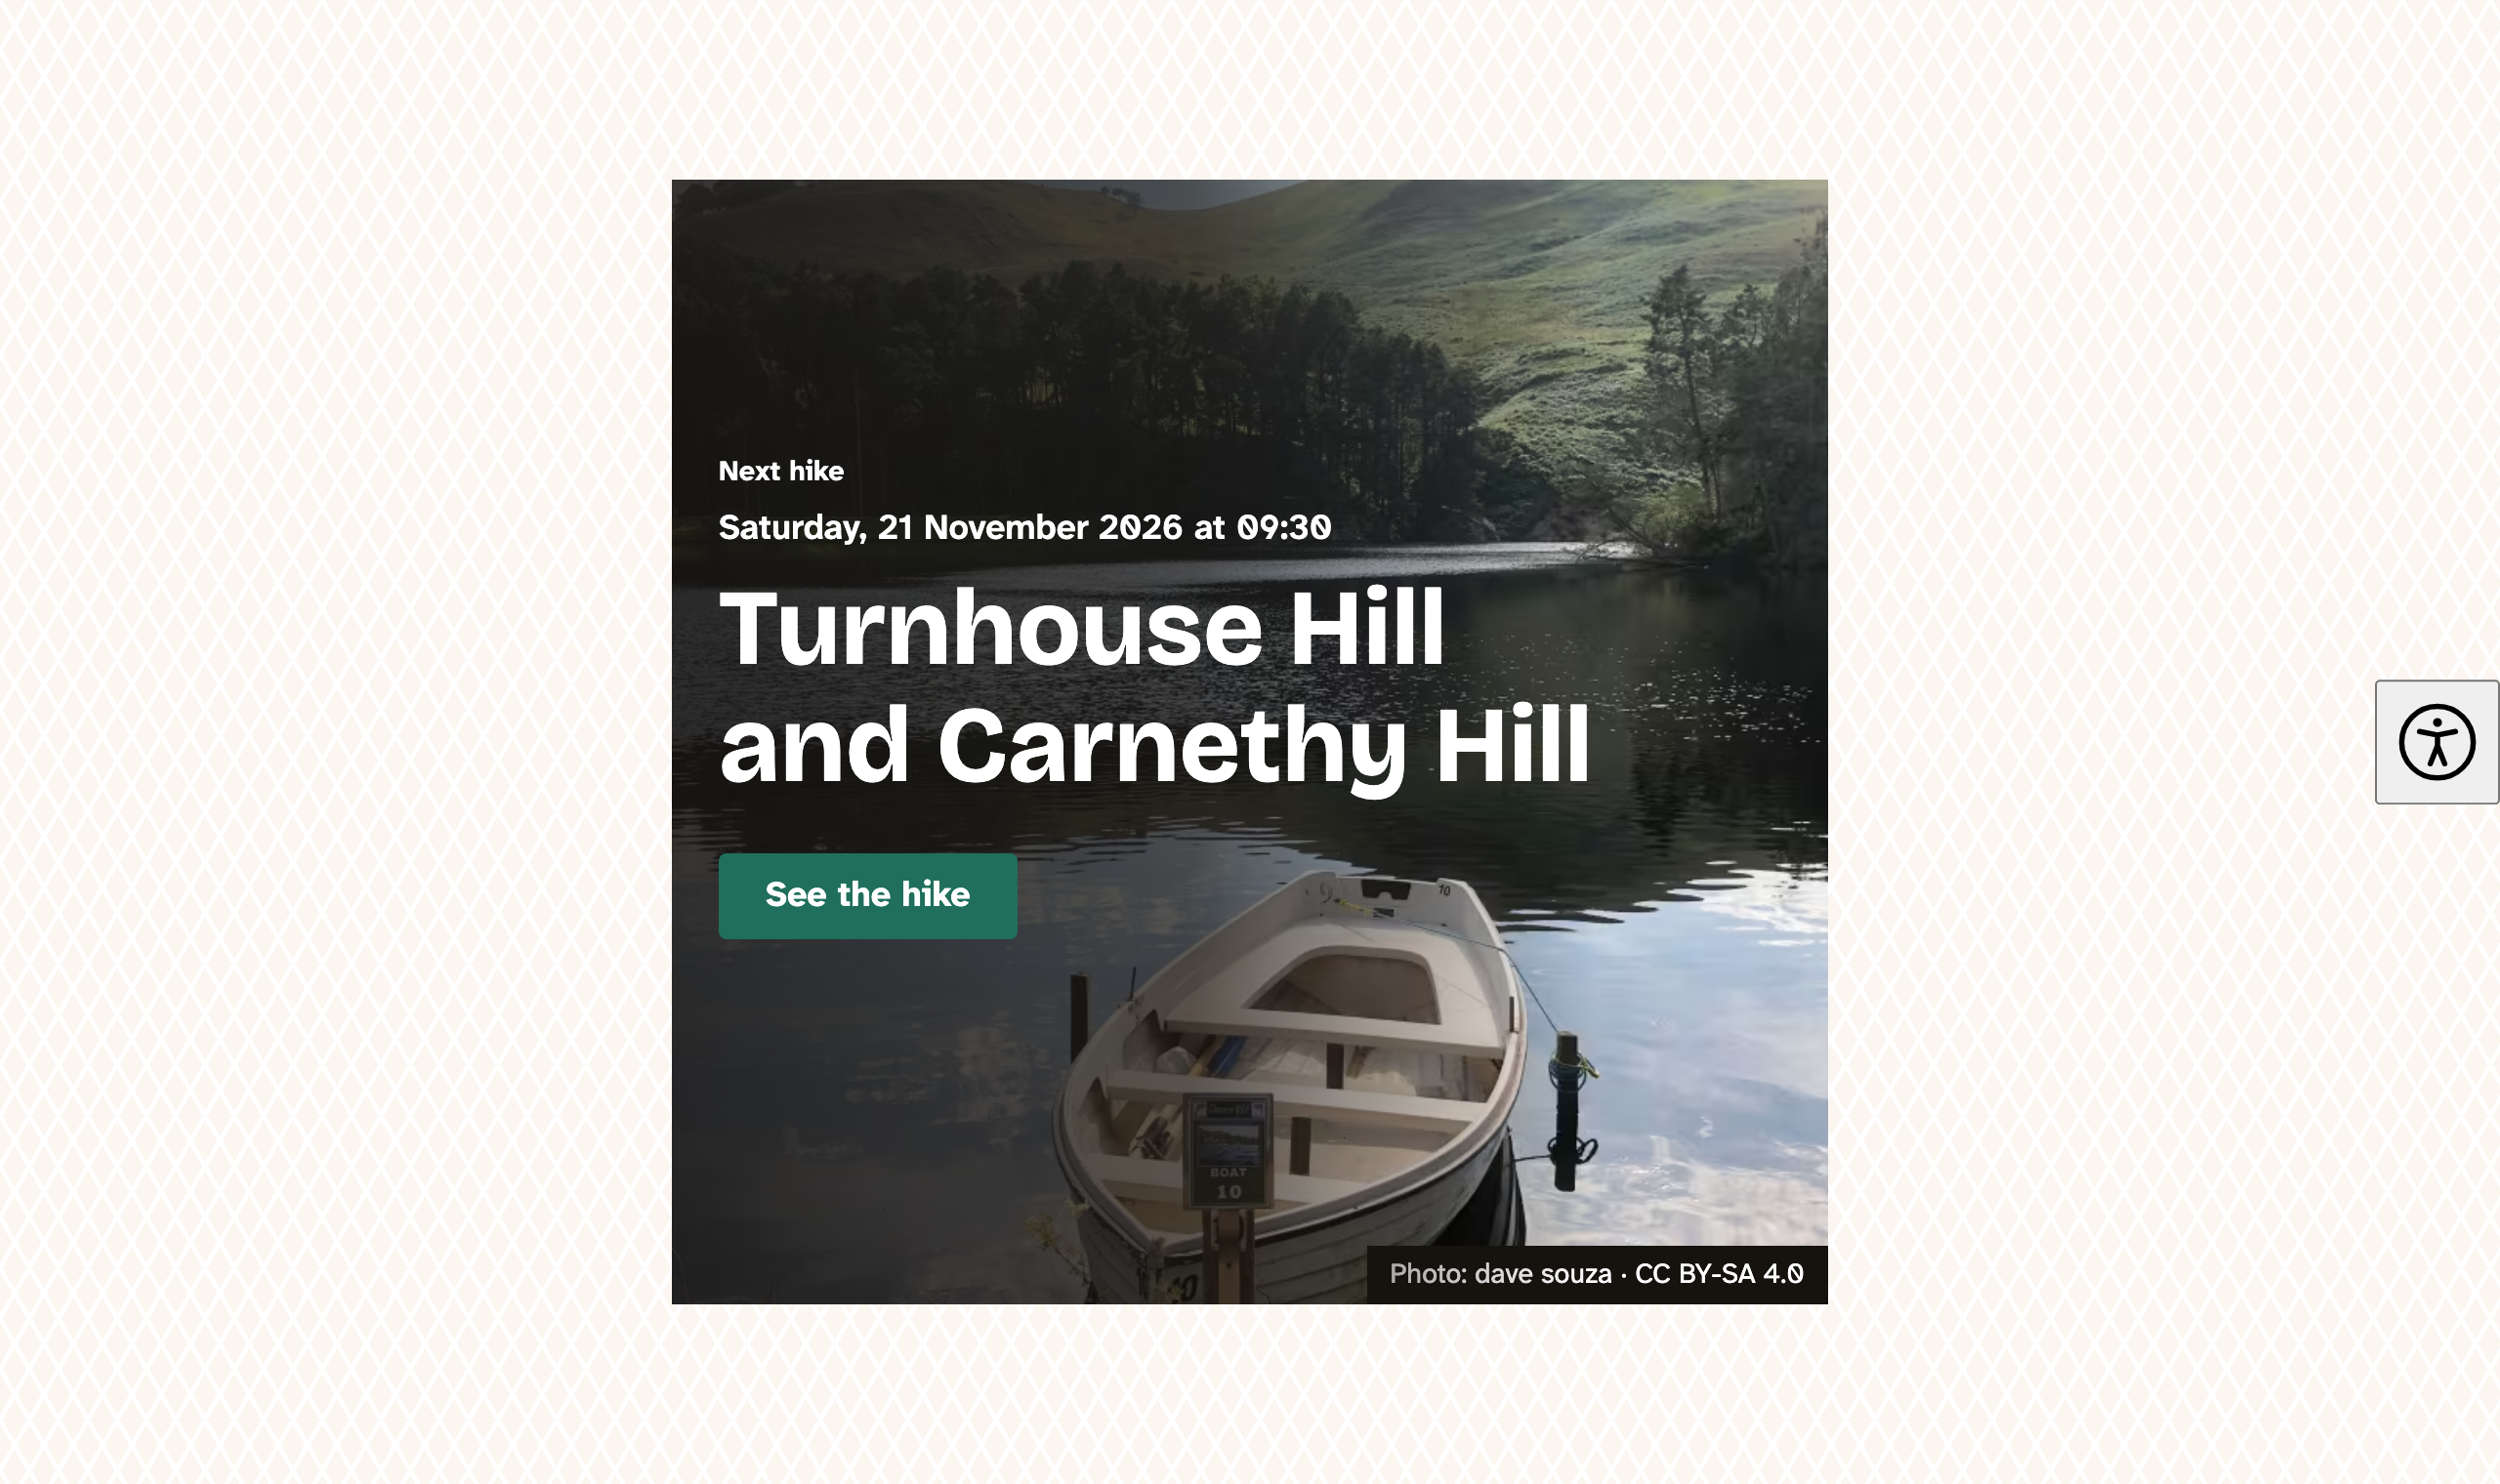 Next hike
Saturday, 21 November 2026 at 09:30
Turnhouse Hill
and Carnethy Hill
See the hike
10
BOAT
10
Photo: dave souza · CC BY-SA 4.0